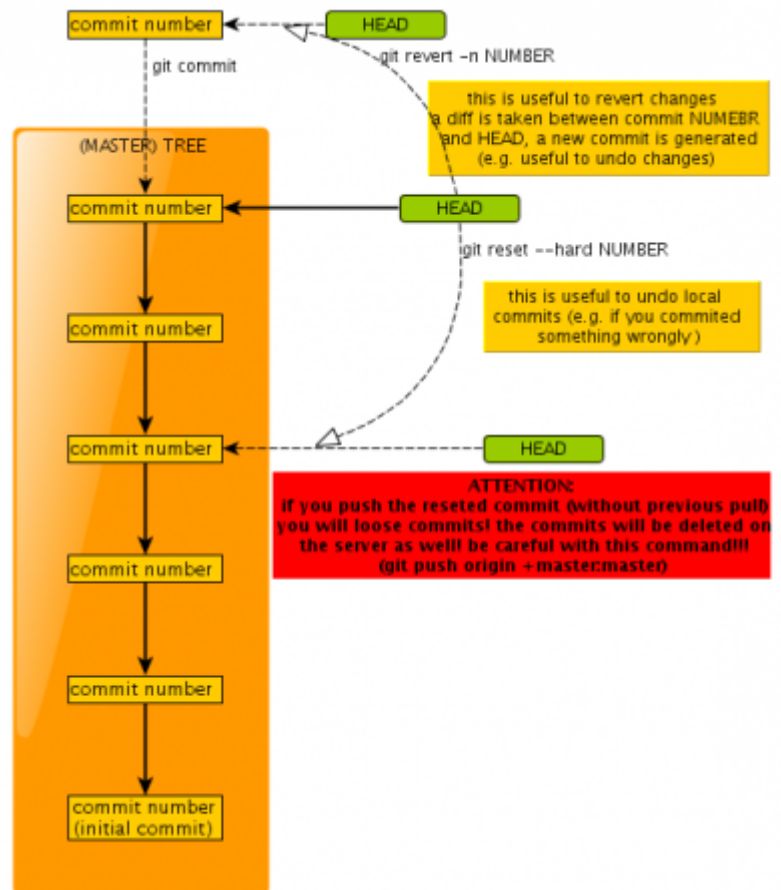 commit number
HEAD
git revert -n NUMBER
git commit
this is useful to revert changes
a diff is taken between commit NUMEBR
and HEAD, a new commit is generated
(e.g. useful to undo changes)
(MASTER) TREE
commit number
HEAD
git reset --hard NUMBER
this is useful to undo local
commits (e.g. if you commited
something wrongly)
commit number
commit number
HEAD
ATTENTION:
if you push the reseted commit (without previous pull)
you will loose commits! the commits will be deleted on
the server as well! be careful with this command!!!
(git push origin +master:master)
commit number
commit number
commit number
(initial commit)